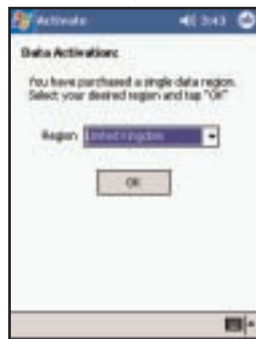 Activate 3:43
Data Activation:
You have purchased a single data region.
Select your desired region and tap "OK"
Region United Kingdom
OK